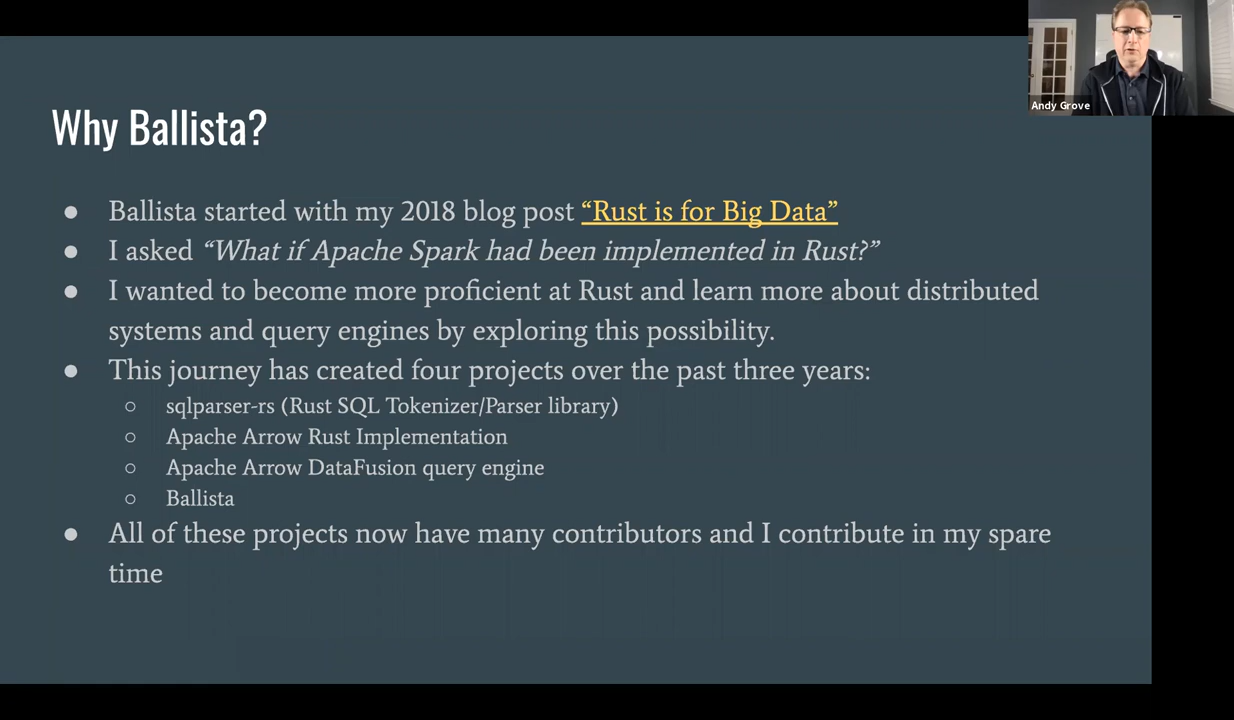 Andy Grove
Why Ballista?
● Ballista started with my 2018 blog post “Rust is for Big Data”
● I asked “What if Apache Spark had been implemented in Rust?”
● I wanted to become more proficient at Rust and learn more about distributed
systems and query engines by exploring this possibility.
● This journey has created four projects over the past three years:
○ sqlparser-rs (Rust SQL Tokenizer/Parser library)
○ Apache Arrow Rust Implementation
○ Apache Arrow DataFusion query engine
○ Ballista
● All of these projects now have many contributors and I contribute in my spare
time